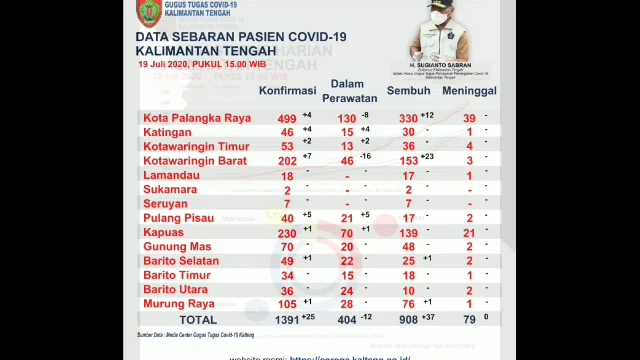 GUGUS TUGAS COVID-19
KALIMANTAN TENGAH
DATA SEBARAN PASIEN COVID-19
KALIMANTAN TENGAH
19 Juli 2020, PUKUL 15.00 WIB
H. SUGIANTO SABRAN
Konfirmasi Dalam Perawatan Sembuh Meninggal
Kota Palangka Raya 499 +4 130 -8 330 +12 39 -
Katingan 46 +4 15 +4 30 - 1 -
Kotawaringin Timur 53 +2 13 +2 36 - 4 -
Kotawaringin Barat 202 +7 46 -16 153 +23 3 -
Lamandau 18 - - - 17 - 1 -
Sukamara 2 - - - 2 - - -
Seruyan 7 - - - 7 - - -
Pulang Pisau 40 +5 21 +5 17 - 2 -
Kapuas 230 +1 70 +1 139 - 21 -
Gunung Mas 70 - 20 - 48 - 2 -
Barito Selatan 49 +1 22 - 25 +1 2 -
Barito Timur 34 - 15 - 18 - 1 -
Barito Utara 36 - 24 - 10 - 2 -
Murung Raya 105 +1 28 - 76 +1 1 -
TOTAL 1391 +25 404 -12 908 +37 79 0
Sumber Data : Media Center Gugus Tugas Covid-19 Kalteng
website resmi: https://corona.kalteng.go.id/